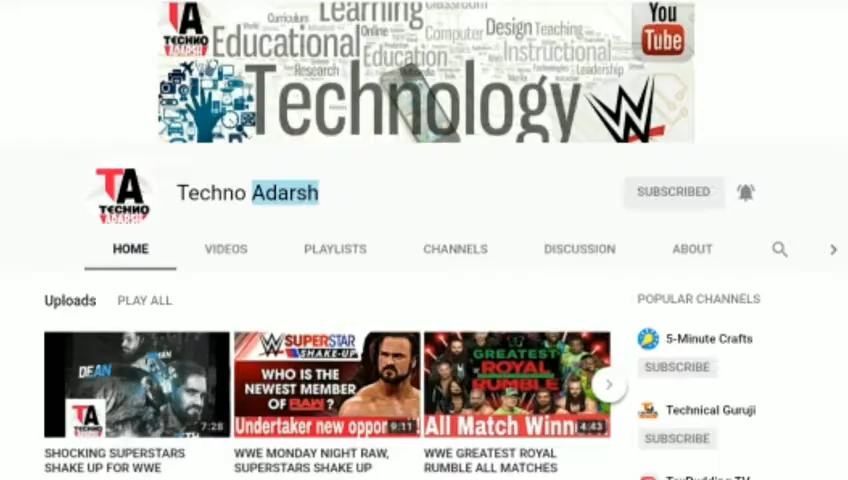 TA
TECHNO
ADARSH
Curriculum
Learning
Classroom
You
Tube
Educational
Online
Computer
Design
Teaching
Education
Instructional
Research
Leadership
Technology
W
TA
TECHNO
ADARSH
Techno Adarsh
SUBSCRIBED
HOME VIDEOS PLAYLISTS CHANNELS DISCUSSION ABOUT
Uploads PLAY ALL
POPULAR CHANNELS
5-Minute Crafts
SUBSCRIBE
Technical Guruji
SUBSCRIBE
DEAN
TA
TECHNO
7:28
SUPERSTAR
SHAKE-UP
WHO IS THE
NEWEST MEMBER
OF RAW?
Undertaker new oppor
9:11
GREATEST
ROYAL
RUMBLE
All Match Winn
4:43
SHOCKING SUPERSTARS
SHAKE UP FOR WWE
WWE MONDAY NIGHT RAW,
SUPERSTARS SHAKE UP
WWE GREATEST ROYAL
RUMBLE ALL MATCHES